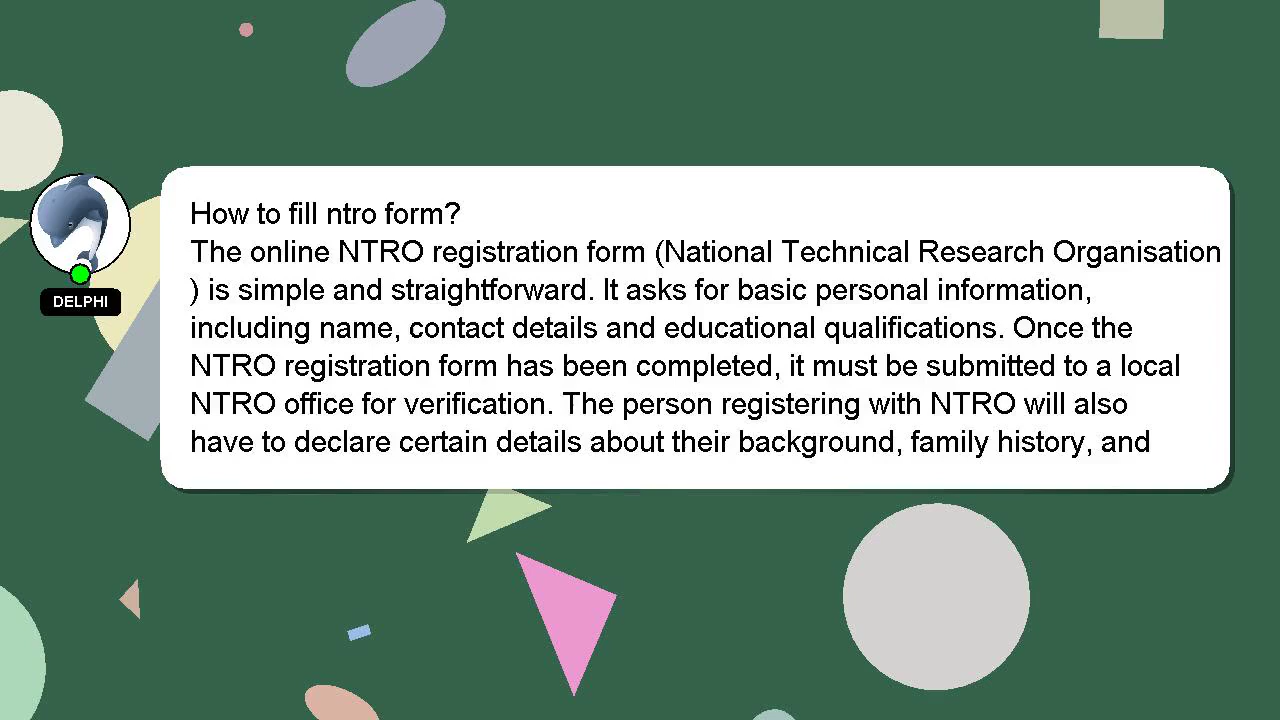 How to fill ntro form?
The online NTRO registration form (National Technical Research Organisation
) is simple and straightforward. It asks for basic personal information,
including name, contact details and educational qualifications. Once the
NTRO registration form has been completed, it must be submitted to a local
NTRO office for verification. The person registering with NTRO will also
have to declare certain details about their background, family history, and
DELPHI